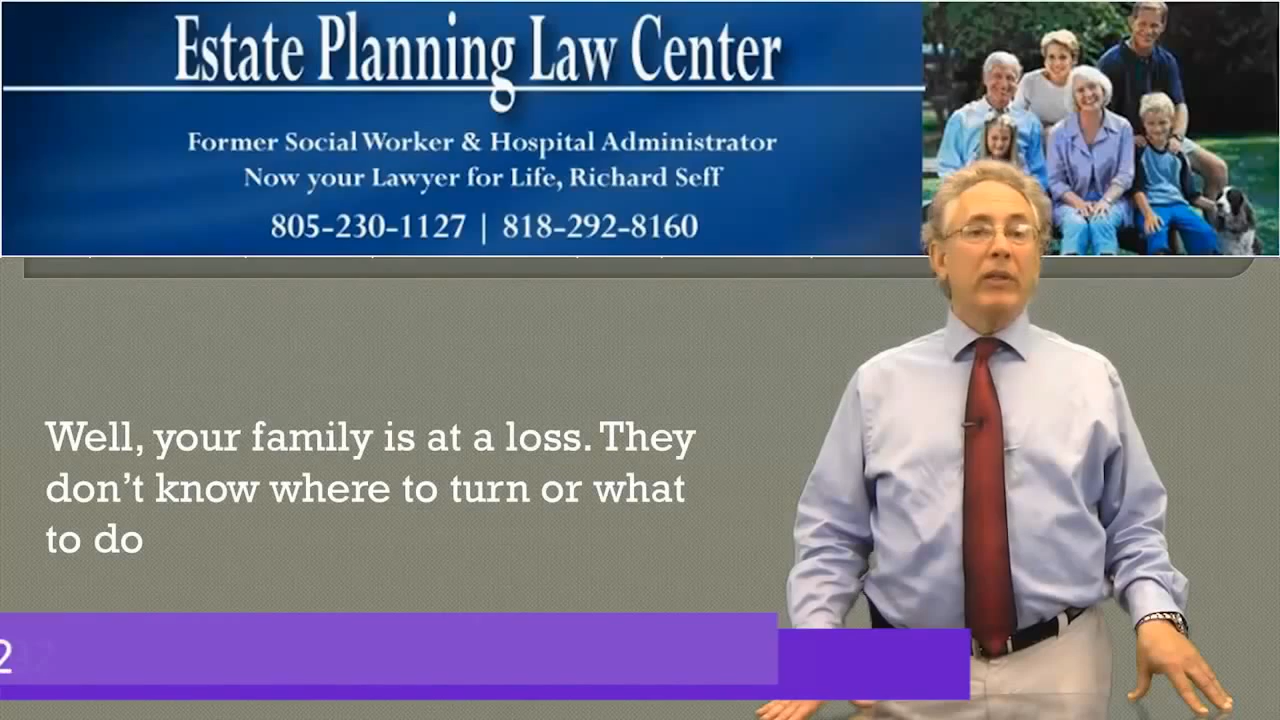 Estate Planning Law Center
Former Social Worker & Hospital Administrator
Now your Lawyer for Life, Richard Seff
805-230-1127 | 818-292-8160
Well, your family is at a loss. They
don’t know where to turn or what
to do
2